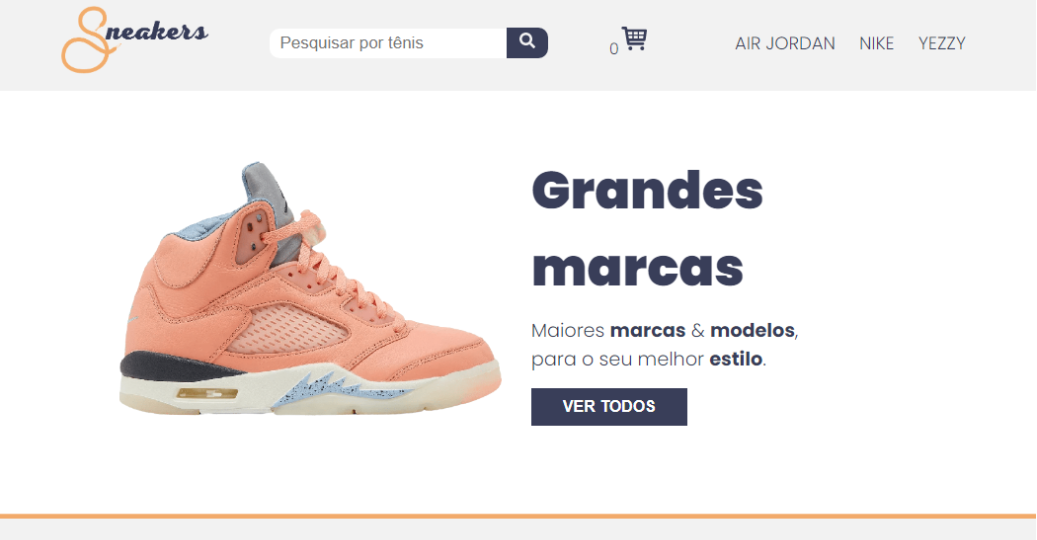 Sneakers
Pesquisar por tênis
0
AIR JORDAN NIKE YEZZY
Grandes
marcas
Maiores marcas & modelos,
para o seu melhor estilo.
VER TODOS